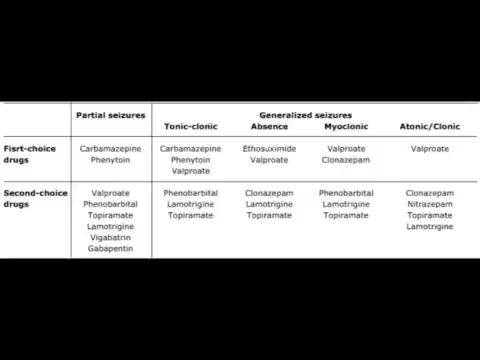 Partial seizures Generalized seizures
Tonic-clonic Absence Myoclonic Atonic/Clonic
Fisrt-choice Carbamazepine Carbamazepine Ethosuximide Valproate Valproate
drugs Phenytoin Phenytoin Valproate Clonazepam
Valproate
Second-choice Valproate Phenobarbital Clonazepam Phenobarbital Clonazepam
drugs Phenobarbital Lamotrigine Lamotrigine Lamotrigine Nitrazepam
Topiramate Topiramate Topiramate Topiramate Topiramate
Lamotrigine Lamotrigine
Vigabatrin
Gabapentin